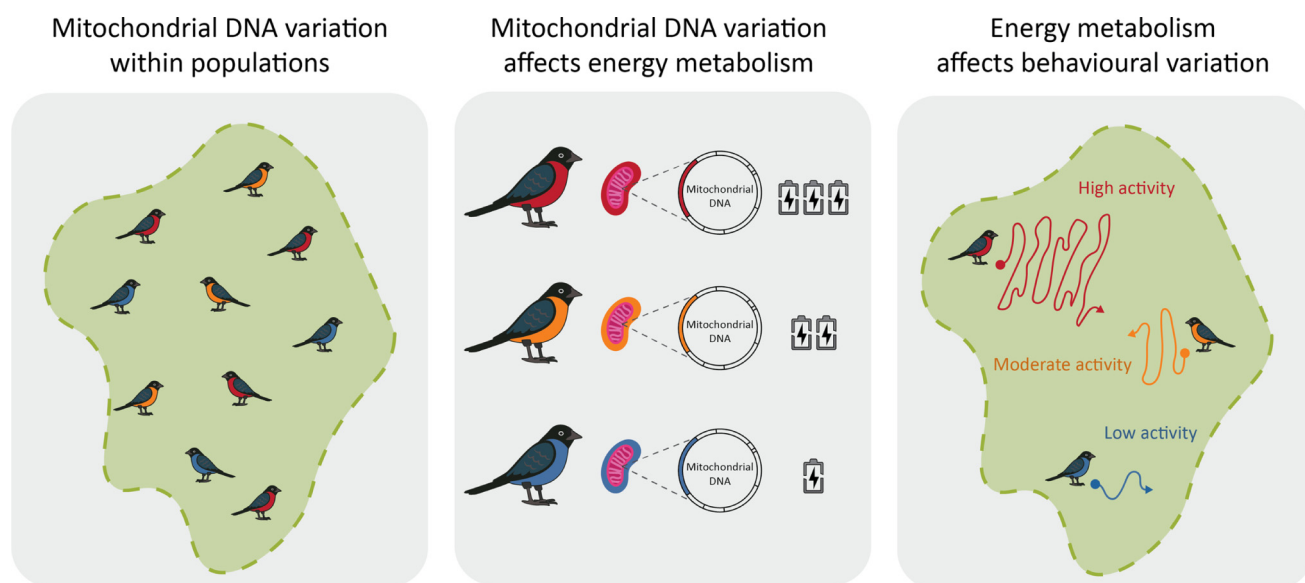 Mitochondrial DNA variation
within populations
Mitochondrial DNA variation
affects energy metabolism
Mitochondrial
DNA
Mitochondrial
DNA
Mitochondrial
DNA
Energy metabolism
affects behavioural variation
High activity
Moderate activity
Low activity